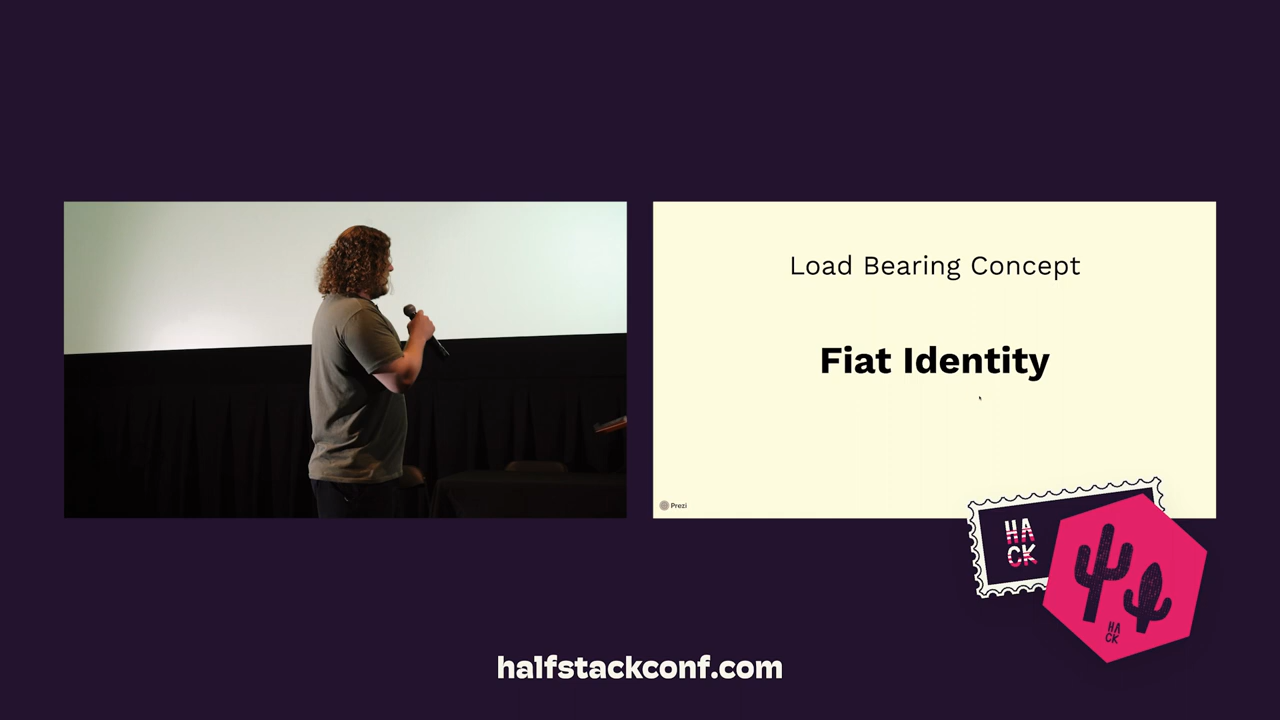 Load Bearing Concept
Fiat Identity
Prezi
HA
CK
HA
CK
halfstackconf.com